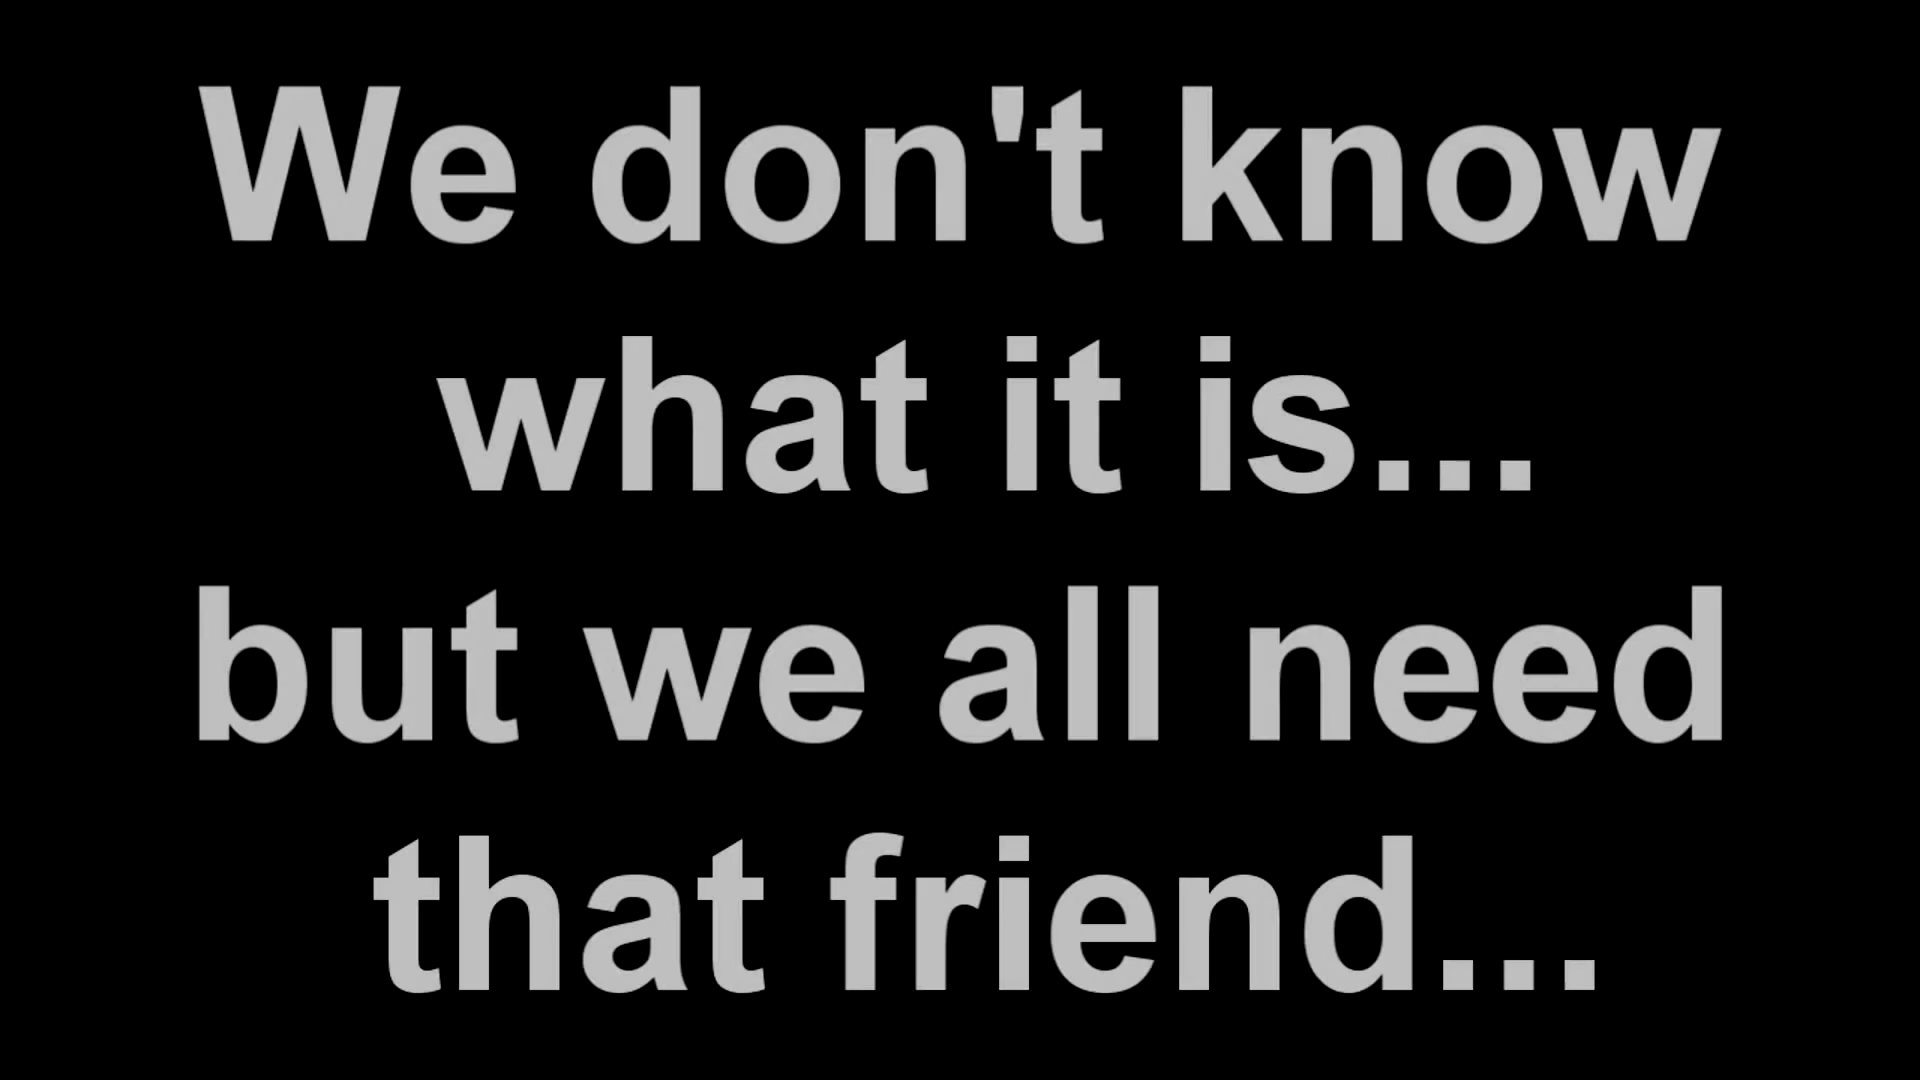 We don't know
what it is...
but we all need
that friend...